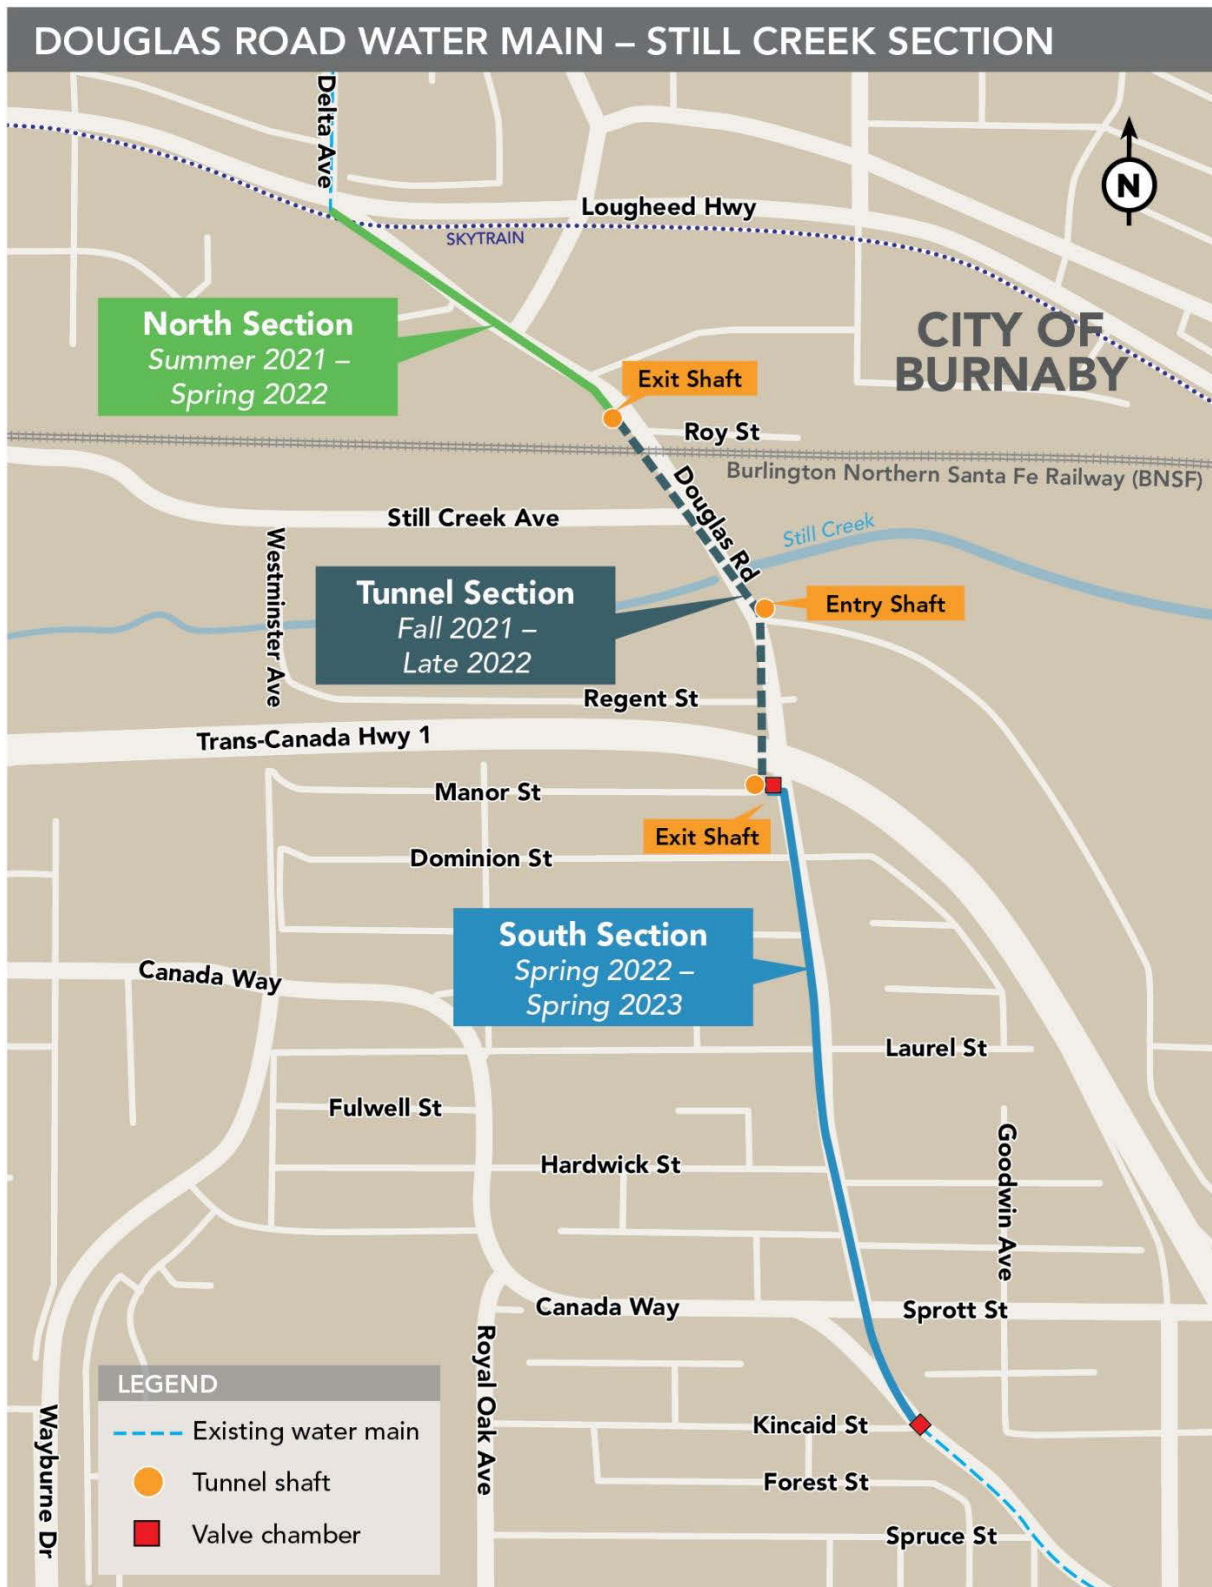 DOUGLAS ROAD WATER MAIN – STILL CREEK SECTION
Delta Ave
N
Lougheed Hwy
SKYTRAIN
North Section
Summer 2021 –
Spring 2022
CITY OF
BURNABY
Exit Shaft
Roy St
Burlington Northern Santa Fe Railway (BNSF)
Douglas Rd
Still Creek Ave
Still Creek
Westminster Ave
Tunnel Section
Fall 2021 –
Late 2022
Entry Shaft
Regent St
Trans-Canada Hwy 1
Manor St
Exit Shaft
Dominion St
South Section
Spring 2022 –
Spring 2023
Canada Way
Laurel St
Fulwell St
Hardwick St
Goodwin Ave
Canada Way
Sprott St
Royal Oak Ave
Wayburne Dr
Kincaid St
Forest St
Spruce St
LEGEND
Existing water main
Tunnel shaft
Valve chamber